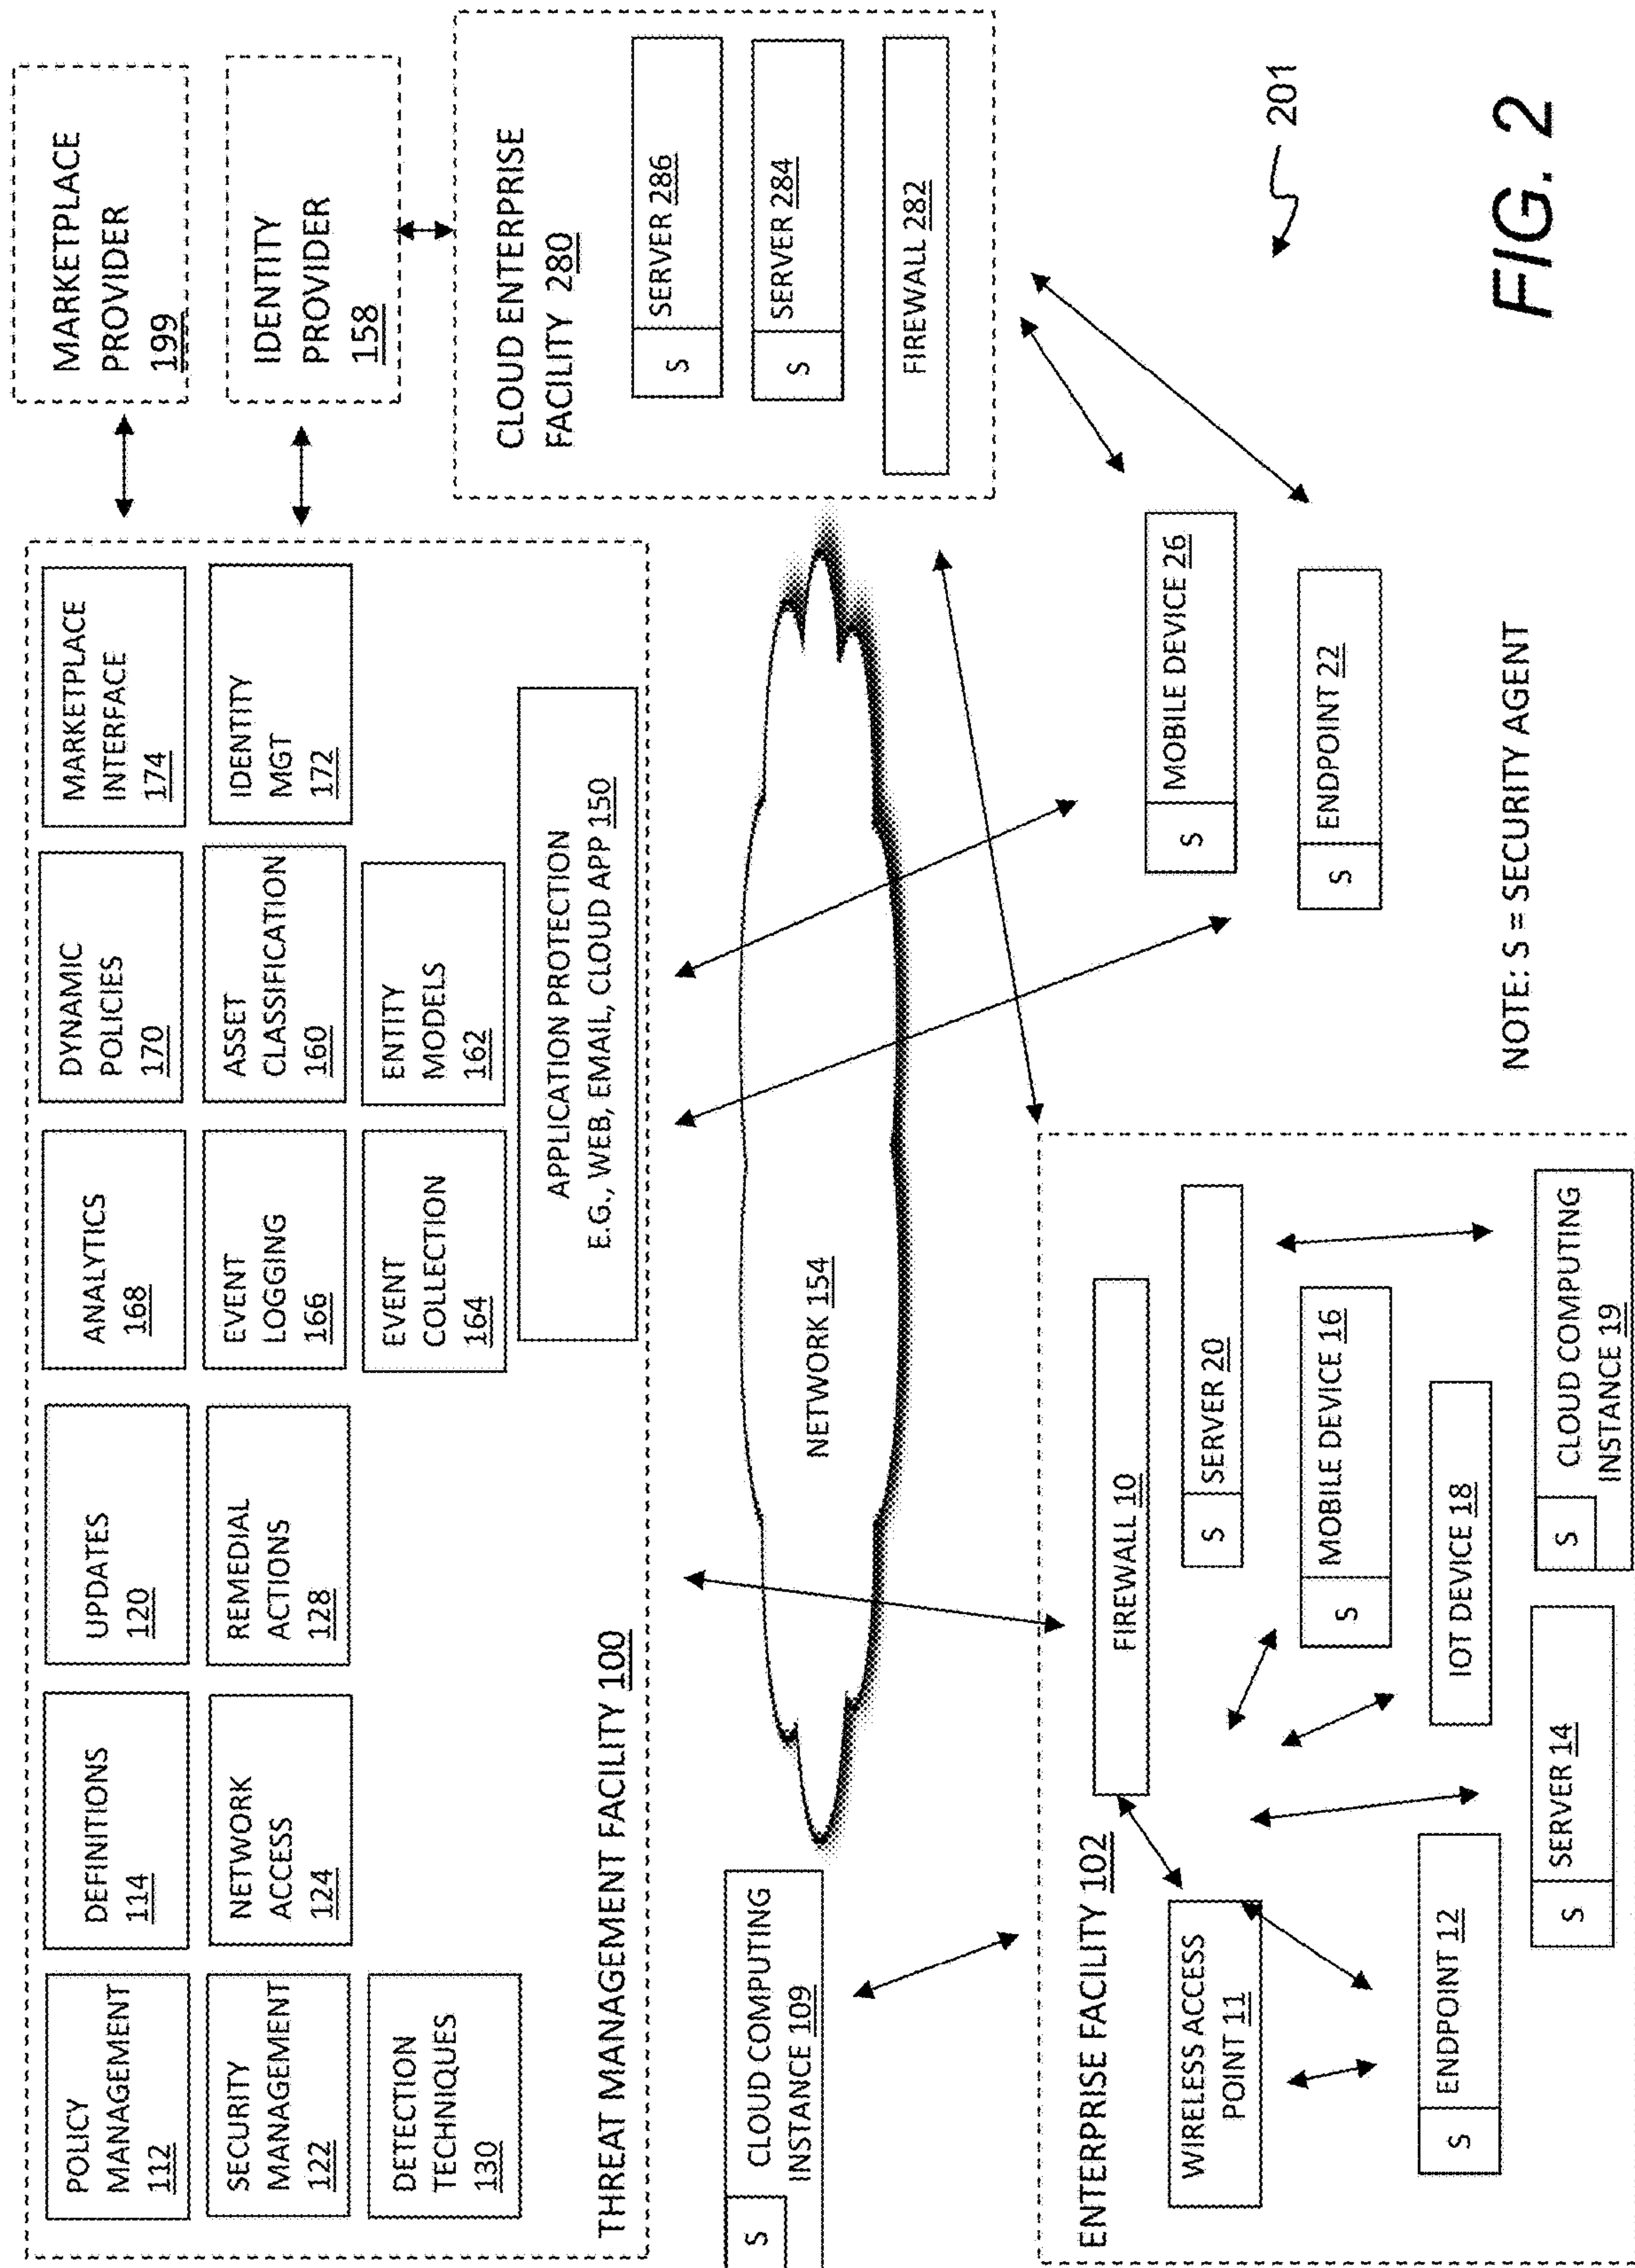 POLICY
MANAGEMENT
112
DEFINITIONS
114
UPDATES
120
ANALYTICS
168
DYNAMIC
POLICIES
170
MARKETPLACE
INTERFACE
174
MARKETPLACE
PROVIDER
199
SECURITY
MANAGEMENT
122
NETWORK
ACCESS
124
REMEDIAL
ACTIONS
128
EVENT
LOGGING
166
ASSET
CLASSIFICATION
160
IDENTITY
MGT
172
IDENTITY
PROVIDER
158
DETECTION
TECHNIQUES
130
EVENT
COLLECTION
164
ENTITY
MODELS
162
APPLICATION PROTECTION
E.G., WEB, EMAIL, CLOUD APP 150
THREAT MANAGEMENT FACILITY 100
CLOUD ENTERPRISE
FACILITY 280
S
SERVER 286
S
SERVER 284
FIREWALL 282
S
CLOUD COMPUTING
INSTANCE 109
NETWORK 154
ENTERPRISE FACILITY 102
FIREWALL 10
WIRELESS ACCESS
POINT 11
S
SERVER 20
S
MOBILE DEVICE 16
IOT DEVICE 18
S
ENDPOINT 12
S
SERVER 14
S
CLOUD COMPUTING
INSTANCE 19
S
MOBILE DEVICE 26
S
ENDPOINT 22
NOTE: S = SECURITY AGENT
201
FIG. 2